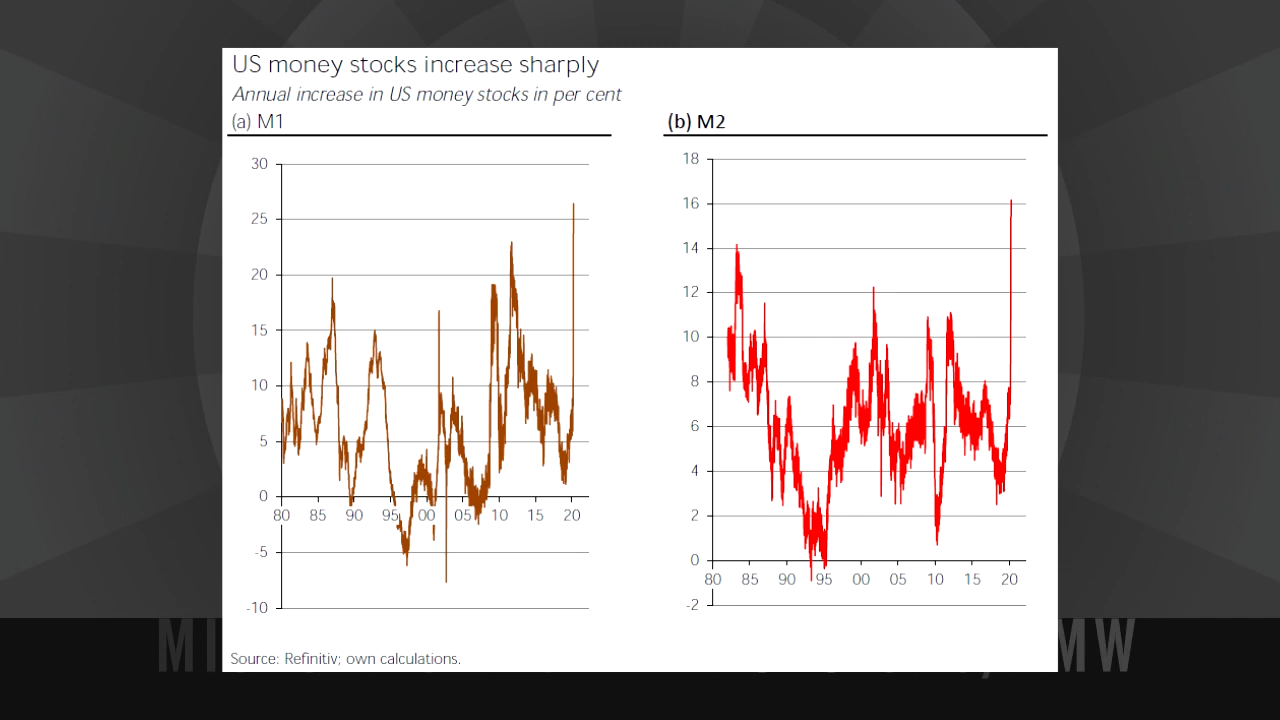 US money stocks increase sharply
Annual increase in US money stocks in per cent
(a) M1
(b) M2
30
25
20
15
10
5
0
-5
-10
80 85 90 95 00 05 10 15 20
18
16
14
12
10
8
6
4
2
0
-2
80 85 90 95 00 05 10 15 20
Source: Refinitiv; own calculations.
MW